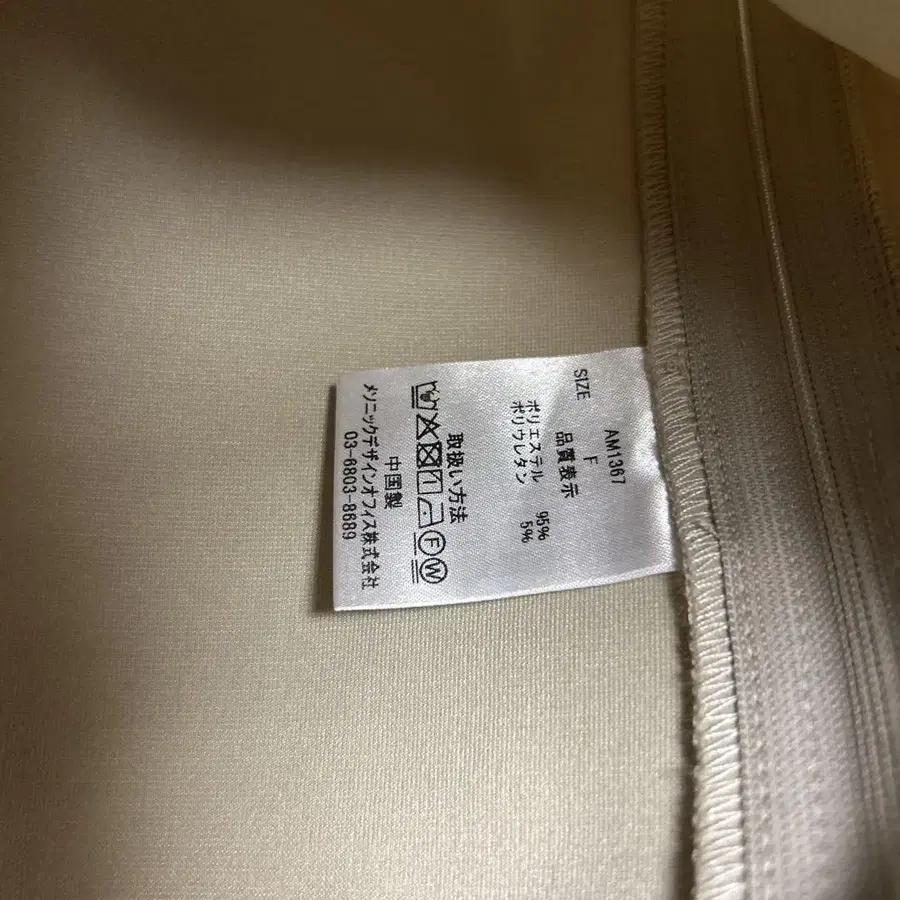 AM1367
SIZE F
品質表示
ポリエステル 95%
ポリウレタン 5%
取扱い方法
F W
中国製
メソニックデザインオフィス株式会社
03-6803-8689